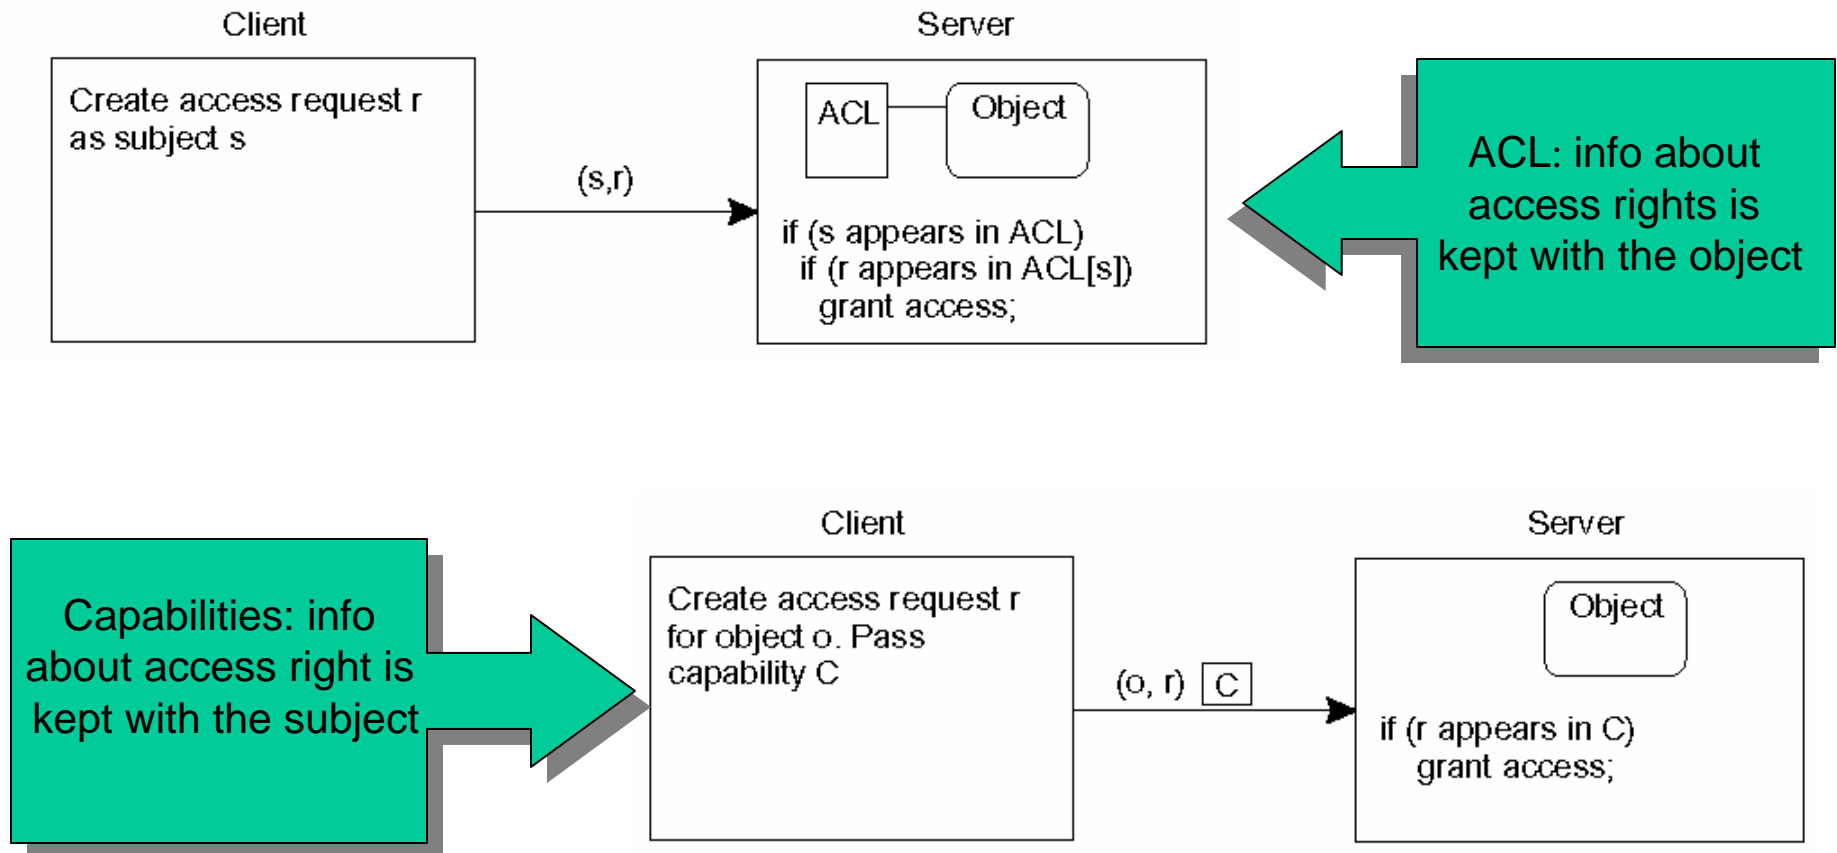 Client
Create access request r
as subject s
(s,r)
Server
ACL
Object
if (s appears in ACL)
if (r appears in ACL[s])
grant access;
ACL: info about
access rights is
kept with the object
Capabilities: info
about access right is
kept with the subject
Client
Create access request r
for object o. Pass
capability C
(o, r) C
Server
Object
if (r appears in C)
grant access;